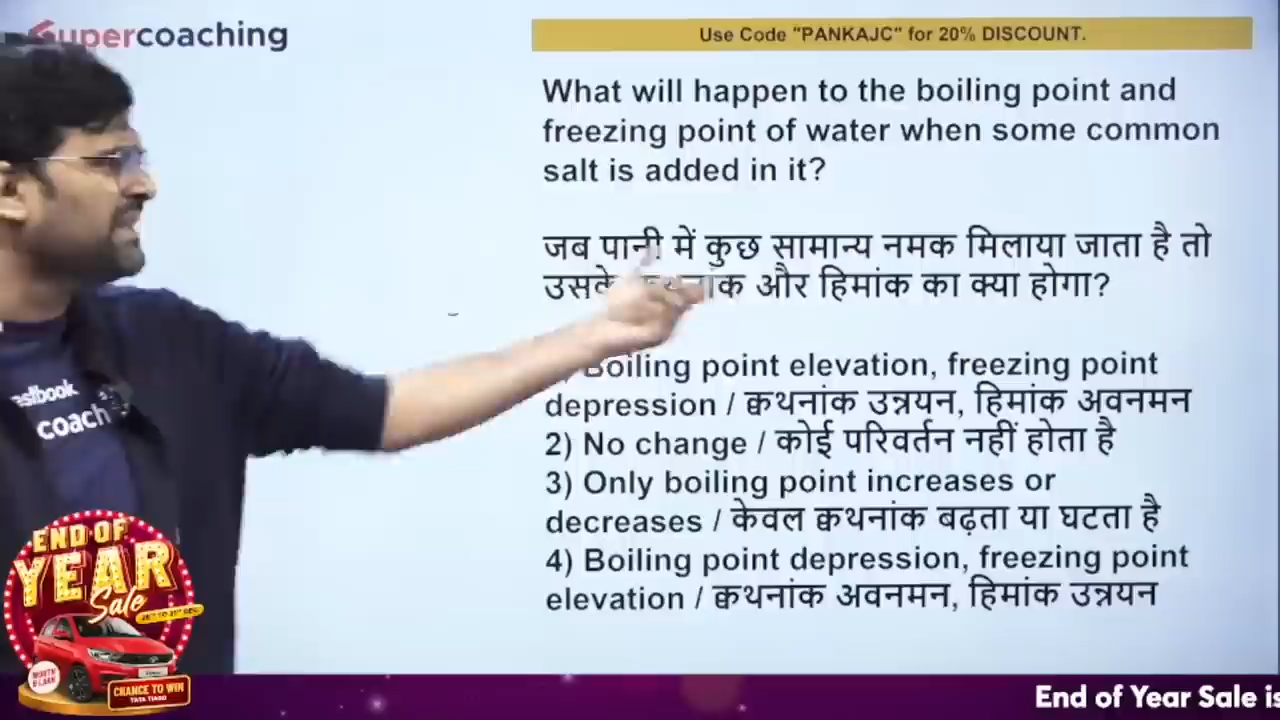 Supercoaching
Use Code "PANKAJC" for 20% DISCOUNT.
What will happen to the boiling point and
freezing point of water when some common
salt is added in it?
जब पानी में कुछ सामान्य नमक मिलाया जाता है तो
और हिमांक का क्या होगा?
Boiling point elevation, freezing point
depression / क्वथनांक उन्नयन, हिमांक अवनमन
2) No change / कोई परिवर्तन नहीं होता है
3) Only boiling point increases or
decreases / केवल क्वथनांक बढ़ता या घटता है
4) Boiling point depression, freezing point
elevation / क्वथनांक अवनमन, हिमांक उन्नयन
estbook
coach
END OF
YEAR
Sale
CHANCE TO WIN
TATA TIAGO
End of Year Sale is